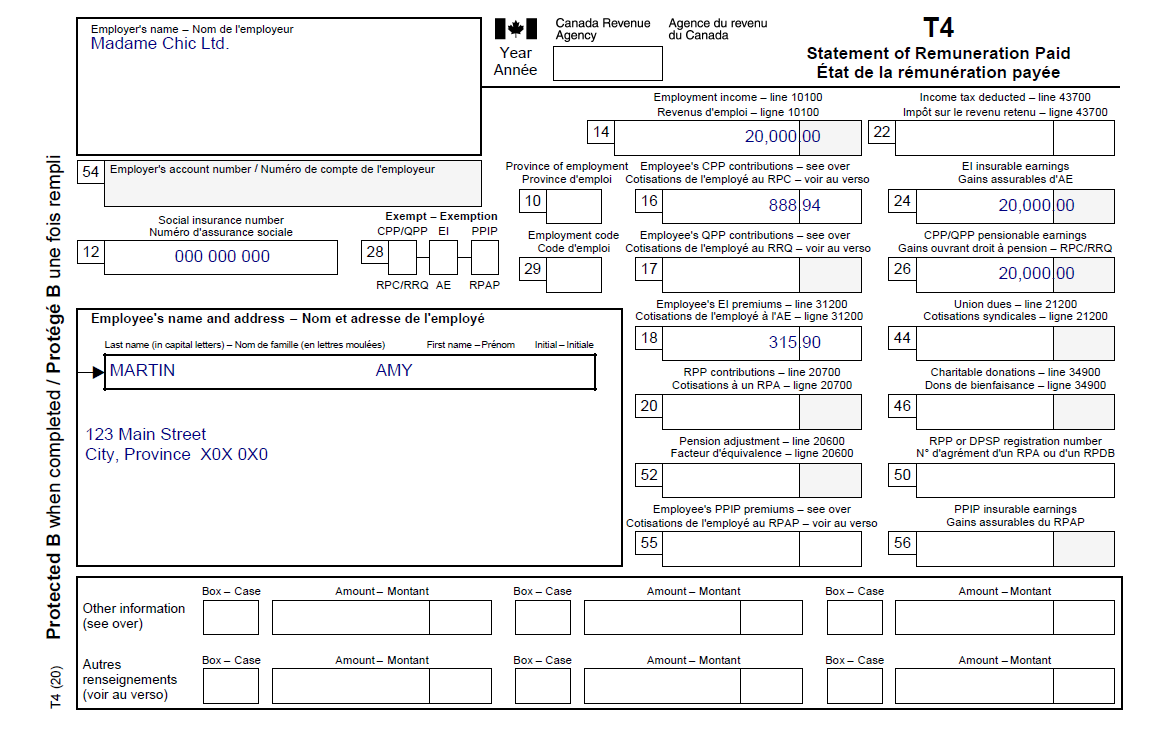 Employer's name – Nom de l'employeur
Madame Chic Ltd.
Canada Revenue Agency
Agence du revenu du Canada
Year
Année
T4
Statement of Remuneration Paid
État de la rémunération payée
Employment income – line 10100
Revenus d'emploi – ligne 10100
14 20,000.00
Income tax deducted – line 43700
Impôt sur le revenu retenu – ligne 43700
22
54 Employer's account number / Numéro de compte de l'employeur
Province of employment
Province d'emploi
10
Employee's CPP contributions – see over
Cotisations de l'employé au RPC – voir au verso
16 888.94
EI insurable earnings
Gains assurables d'AE
24 20,000.00
Social insurance number
Numéro d'assurance sociale
12 000 000 000
Exempt – Exemption
CPP/QPP EI PPIP
28
RPC/RRQ AE RPAP
Employment code
Code d'emploi
29
Employee's QPP contributions – see over
Cotisations de l'employé au RRQ – voir au verso
17
CPP/QPP pensionable earnings
Gains ouvrant droit à pension – RPC/RRQ
26 20,000.00
Employee's name and address – Nom et adresse de l'employé
Last name (in capital letters) – Nom de famille (en lettres moulées) First name – Prénom Initial – Initiale
MARTIN AMY
123 Main Street
City, Province X0X 0X0
Employee's EI premiums – line 31200
Cotisations de l'employé à l'AE – ligne 31200
18 315.90
Union dues – line 21200
Cotisations syndicales – ligne 21200
44
RPP contributions – line 20700
Cotisations à un RPA – ligne 20700
20
Charitable donations – line 34900
Dons de bienfaisance – ligne 34900
46
Pension adjustment – line 20600
Facteur d'équivalence – ligne 20600
52
RPP or DPSP registration number
N° d'agrément d'un RPA ou d'un RPDB
50
Employee's PPIP premiums – see over
Cotisations de l'employé au RPAP – voir au verso
55
PPIP insurable earnings
Gains assurables du RPAP
56
Box – Case Amount – Montant Box – Case Amount – Montant Box – Case Amount – Montant
Other information
(see over)
Box – Case Amount – Montant Box – Case Amount – Montant Box – Case Amount – Montant
Autres
renseignements
(voir au verso)
Protected B when completed / Protégé B une fois rempli
T4 (20)